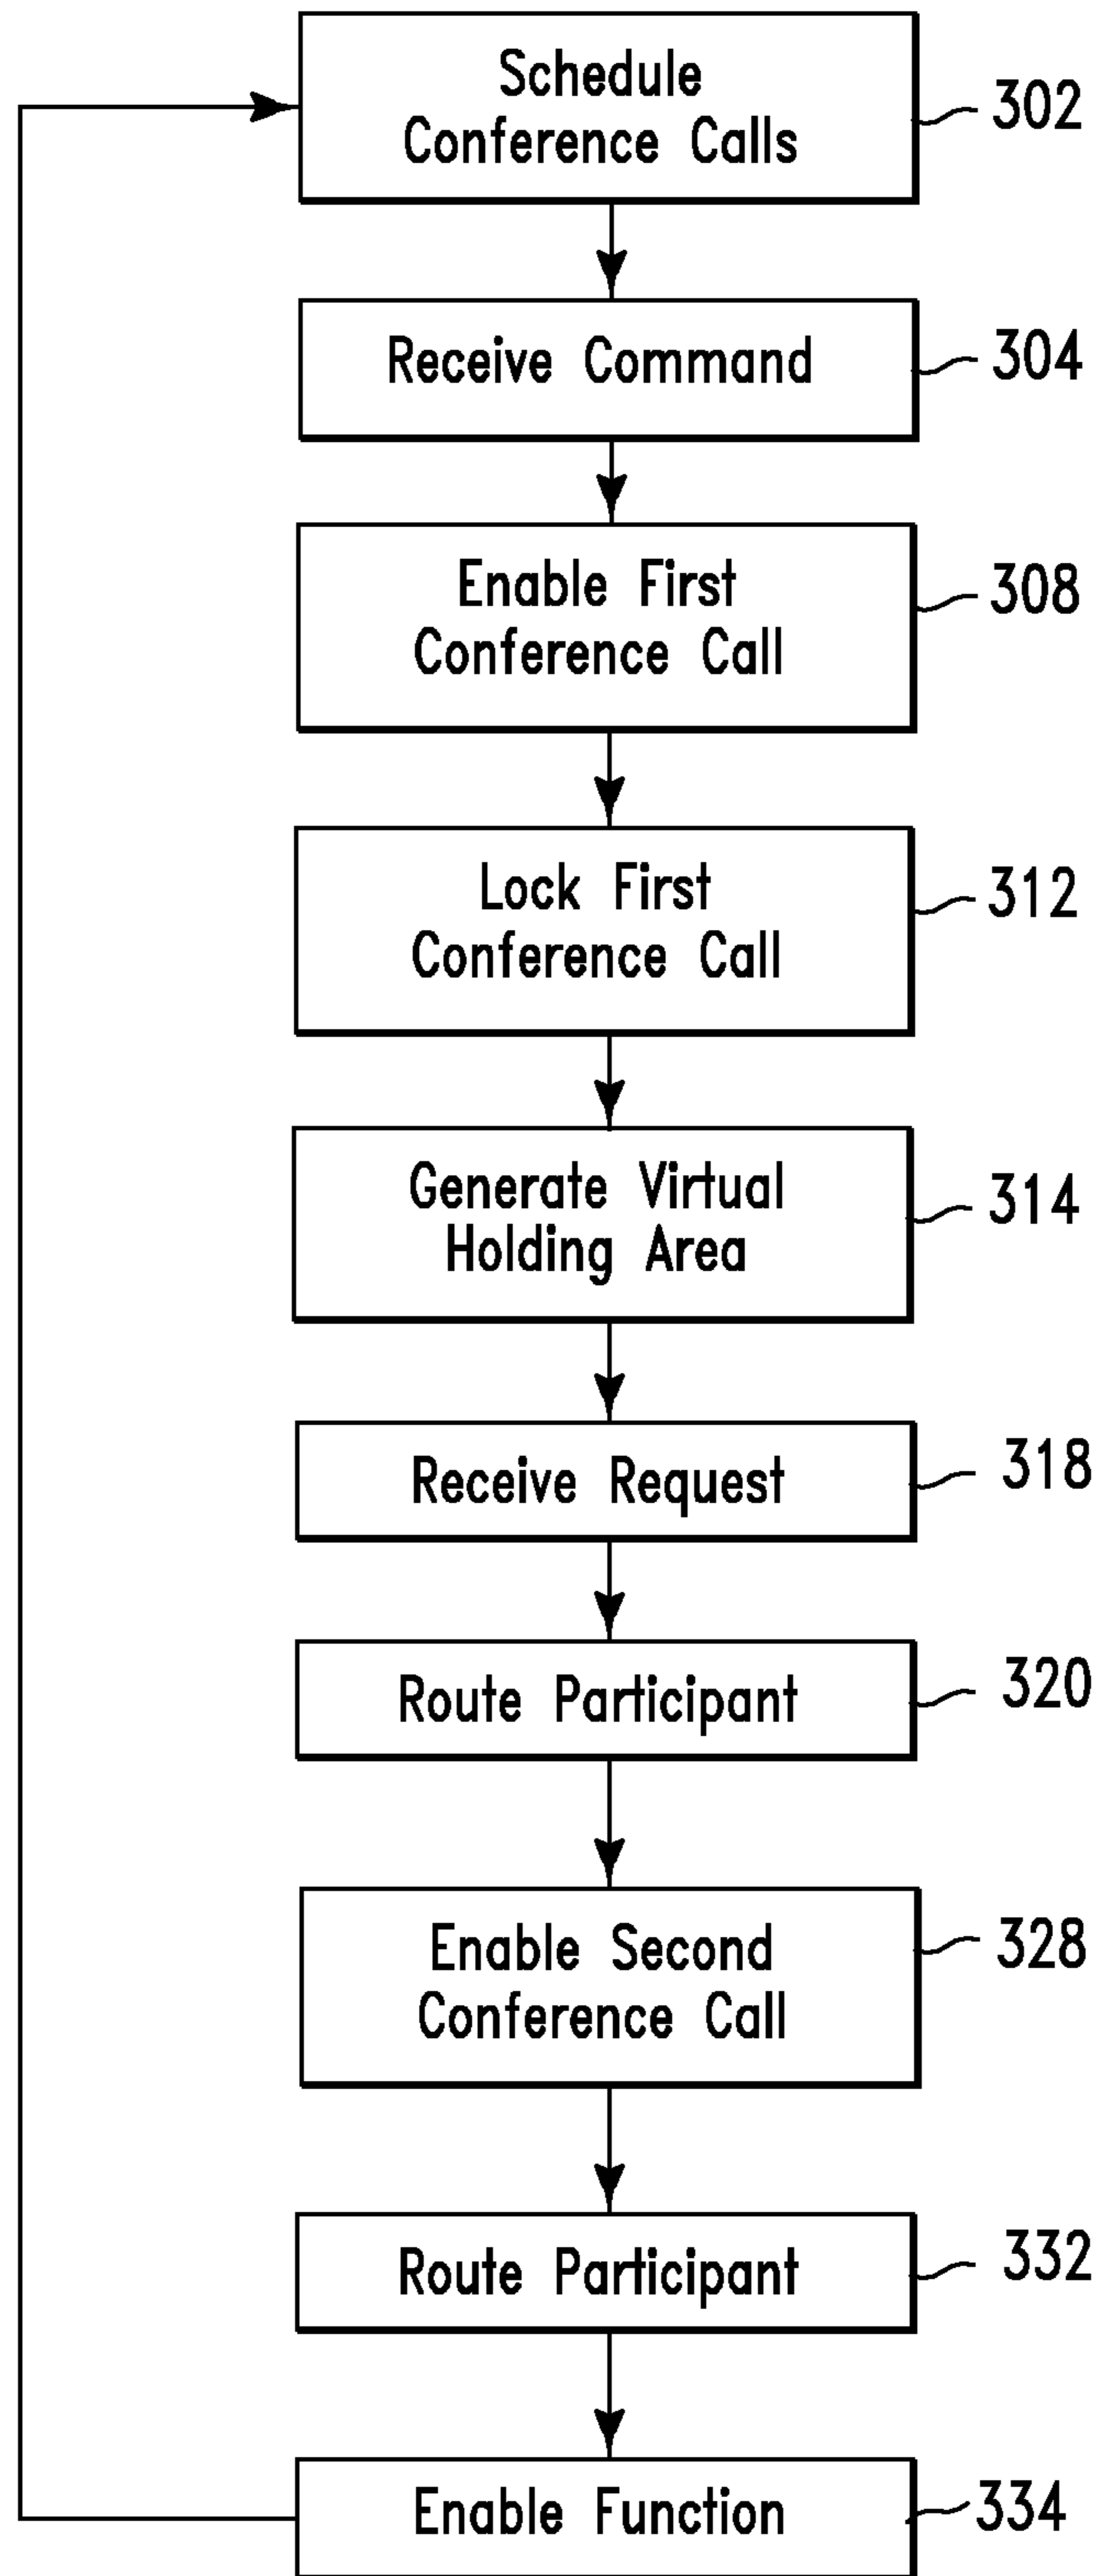 Schedule
Conference Calls
302
Receive Command
304
Enable First
Conference Call
308
Lock First
Conference Call
312
Generate Virtual
Holding Area
314
Receive Request
318
Route Participant
320
Enable Second
Conference Call
328
Route Participant
332
Enable Function
334